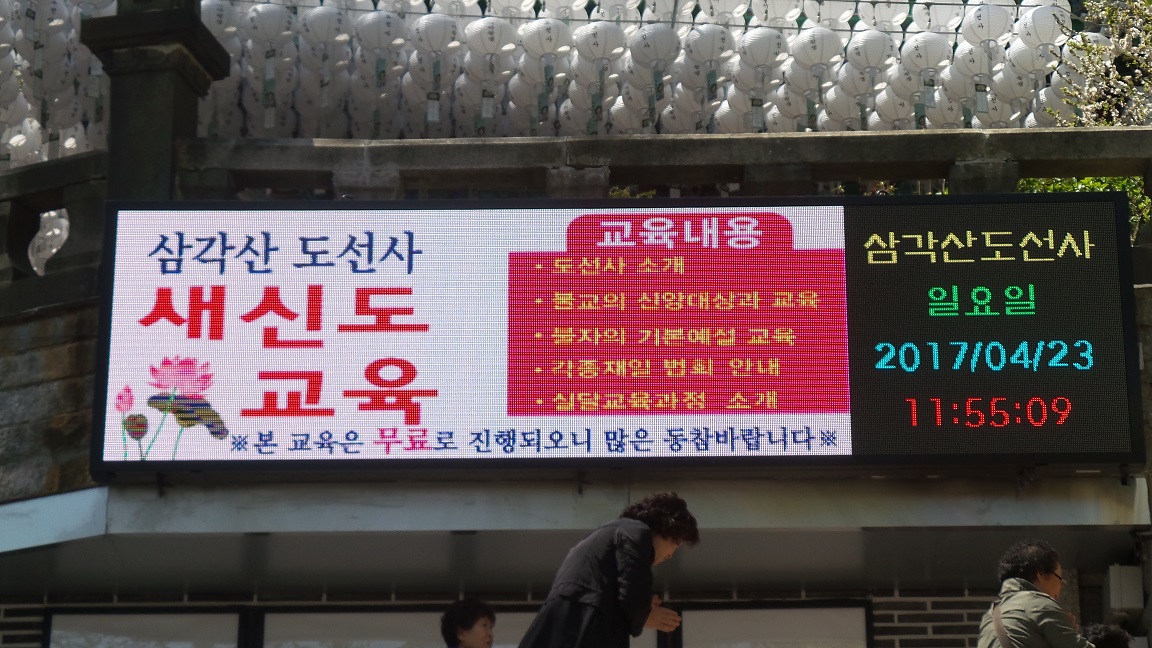 삼각산 도선사
새신도
교육
교육내용
· 도선사 소개
· 불교의 신앙대상과 교육
· 불자의 기본예절 교육
· 각종재일 법회 안내
· 실달교육과정 소개
※본 교육은 무료로 진행되오니 많은 동참바랍니다※
삼각산도선사
일요일
2017/04/23
11:55:09